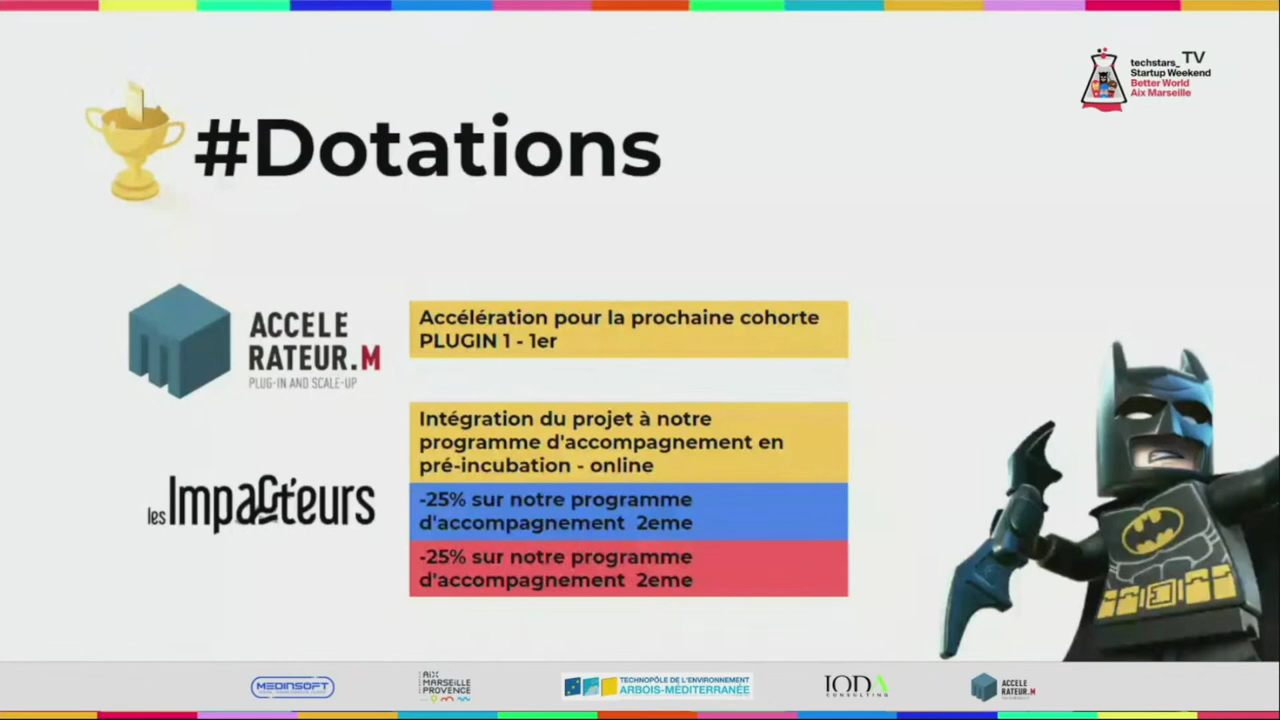 techstars_ TV
Startup Weekend
Better World
Aix Marseille
#Dotations
ACCELE
RATEUR.M
PLUG-IN AND SCALE-UP
Accélération pour la prochaine cohorte
PLUGIN 1 - 1er
Intégration du projet à notre
programme d'accompagnement en
pré-incubation - online
les Impacteurs
-25% sur notre programme
d'accompagnement 2eme
-25% sur notre programme
d'accompagnement 2eme
MEDINSOFT
AIX
MARSEILLE
PROVENCE
TECHNOPÔLE DE L'ENVIRONNEMENT
ARBOIS-MÉDITERRANÉE
IODA
CONSULTING
ACCELE
RATEUR.M